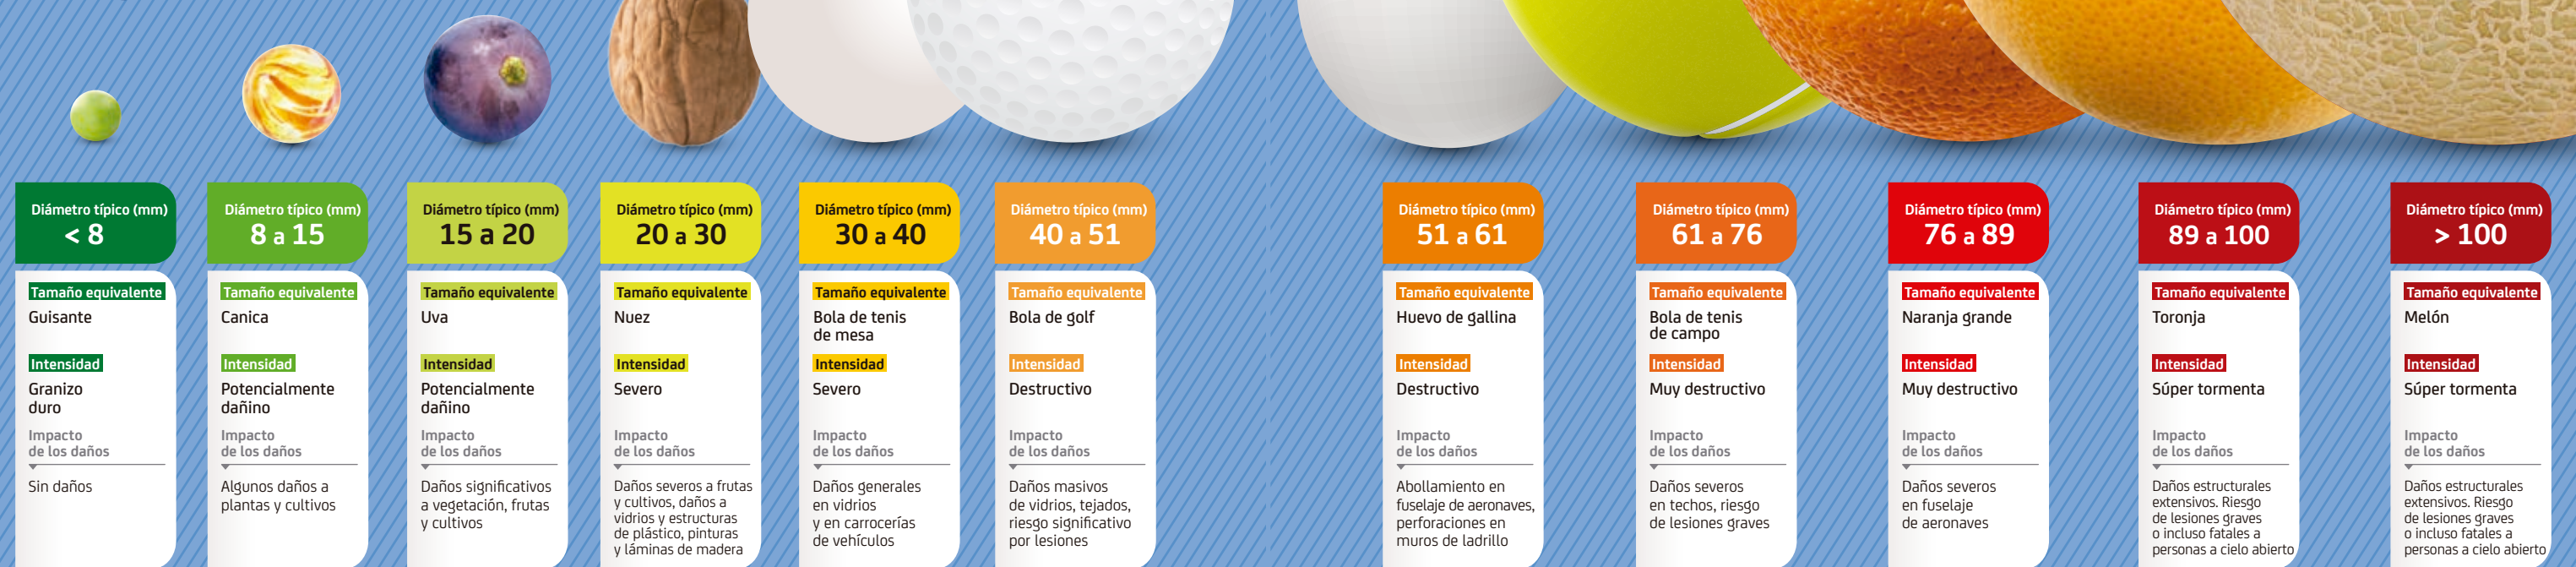 Diámetro típico (mm)
< 8
Tamaño equivalente
Guisante
Intensidad
Granizo
duro
Impacto
de los daños
Sin daños
Diámetro típico (mm)
8 a 15
Tamaño equivalente
Canica
Intensidad
Potencialmente
dañino
Impacto
de los daños
Algunos daños a
plantas y cultivos
Diámetro típico (mm)
15 a 20
Tamaño equivalente
Uva
Intensidad
Potencialmente
dañino
Impacto
de los daños
Daños significativos
a vegetación, frutas
y cultivos
Diámetro típico (mm)
20 a 30
Tamaño equivalente
Nuez
Intensidad
Severo
Impacto
de los daños
Daños severos a frutas
y cultivos, daños a
vidrios y estructuras
de plástico, pinturas
y láminas de madera
Diámetro típico (mm)
30 a 40
Tamaño equivalente
Bola de tenis
de mesa
Intensidad
Severo
Impacto
de los daños
Daños generales
en vidrios
y en carrocerías
de vehículos
Diámetro típico (mm)
40 a 51
Tamaño equivalente
Bola de golf
Intensidad
Destructivo
Impacto
de los daños
Daños masivos
de vidrios, tejados,
riesgo significativo
por lesiones
Diámetro típico (mm)
51 a 61
Tamaño equivalente
Huevo de gallina
Intensidad
Destructivo
Impacto
de los daños
Abollamiento en
fuselaje de aeronaves,
perforaciones en
muros de ladrillo
Diámetro típico (mm)
61 a 76
Tamaño equivalente
Bola de tenis
de campo
Intensidad
Muy destructivo
Impacto
de los daños
Daños severos
en techos, riesgo
de lesiones graves
Diámetro típico (mm)
76 a 89
Tamaño equivalente
Naranja grande
Intensidad
Muy destructivo
Impacto
de los daños
Daños severos
en fuselaje
de aeronaves
Diámetro típico (mm)
89 a 100
Tamaño equivalente
Toronja
Intensidad
Súper tormenta
Impacto
de los daños
Daños estructurales
extensivos. Riesgo
de lesiones graves
o incluso fatales a
personas a cielo abierto
Diámetro típico (mm)
> 100
Tamaño equivalente
Melón
Intensidad
Súper tormenta
Impacto
de los daños
Daños estructurales
extensivos. Riesgo
de lesiones graves
o incluso fatales a
personas a cielo abierto